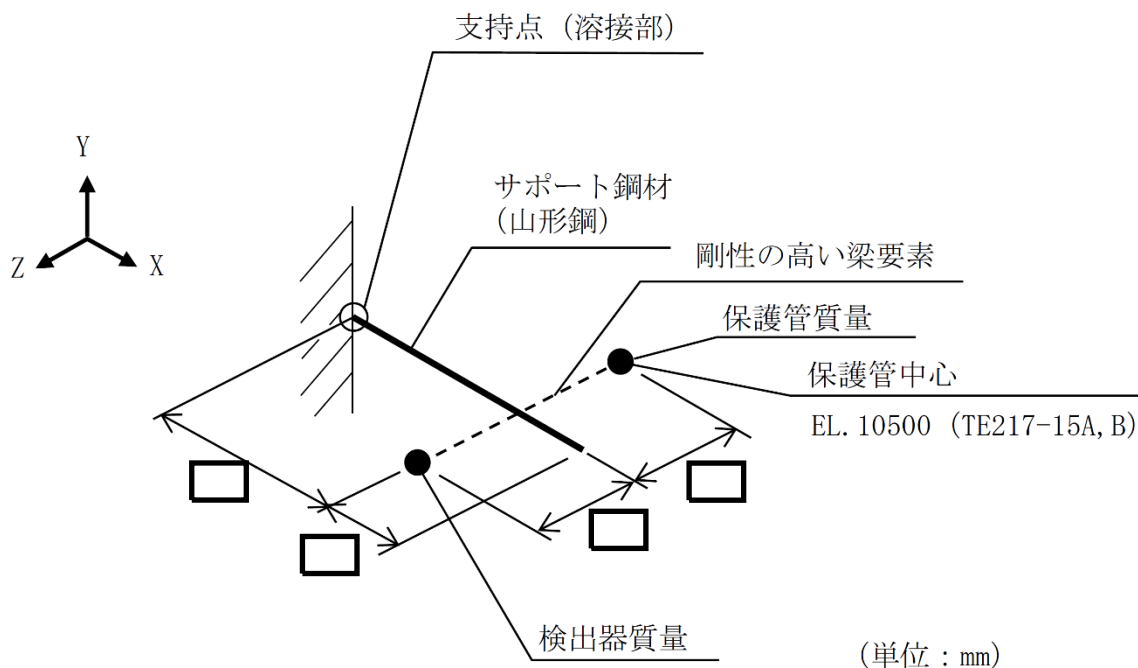 支持点（溶接部）
Y
サポート鋼材
（山形鋼）
Z
X
剛性の高い梁要素
保護管質量
保護管中心
EL.10500 (TE217-15A,B)
検出器質量
（単位：mm）